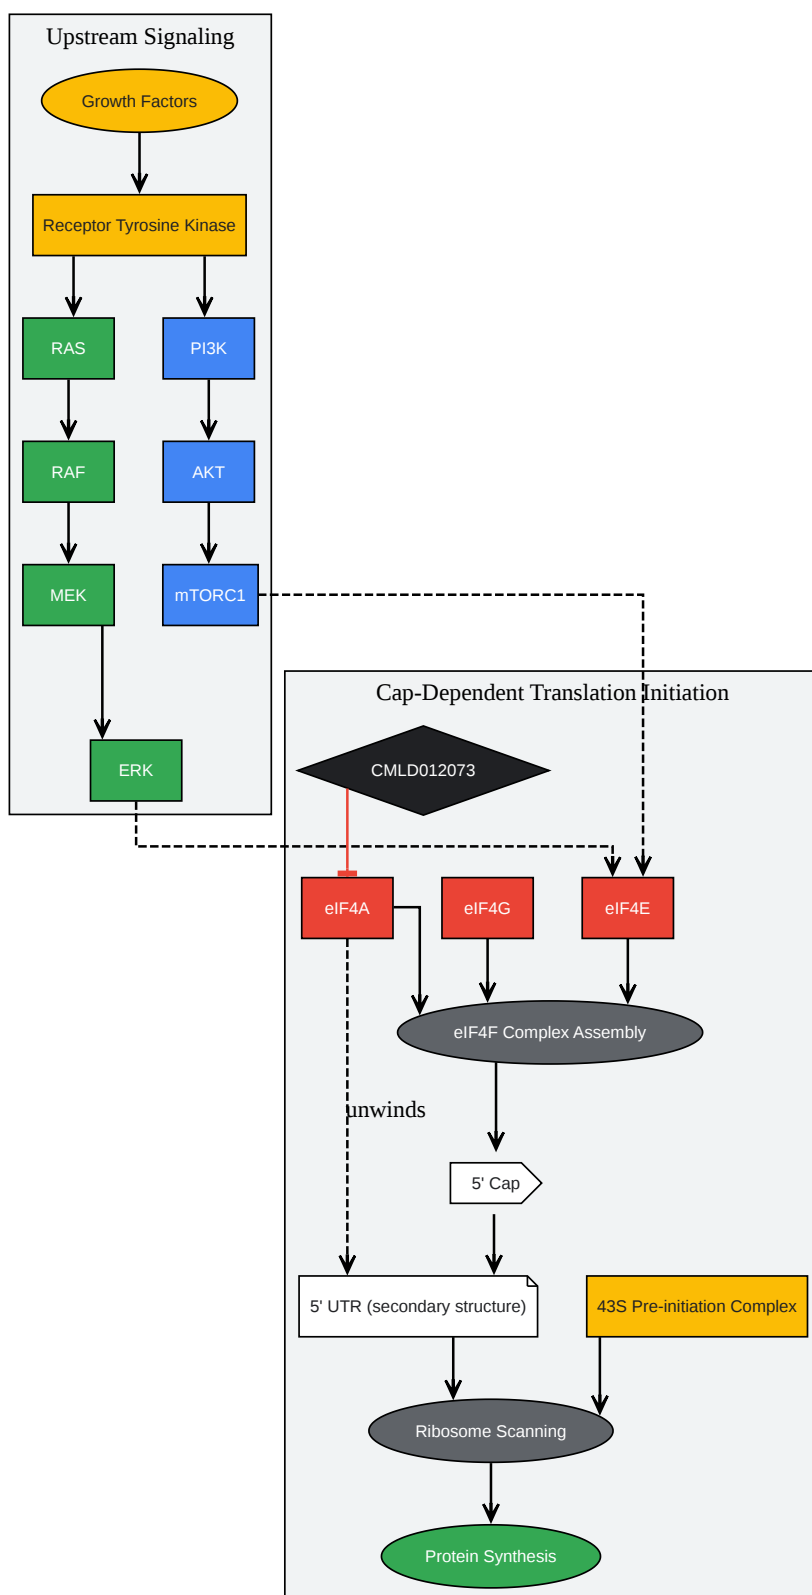 Upstream Signaling
Growth Factors
Receptor Tyrosine Kinase
RAS
PI3K
RAF
AKT
MEK
mTORC1
ERK
Cap-Dependent Translation Initiation
CMLD012073
eIF4A
eIF4G
eIF4E
eIF4F Complex Assembly
unwinds
5' Cap
5' UTR (secondary structure)
43S Pre-initiation Complex
Ribosome Scanning
Protein Synthesis